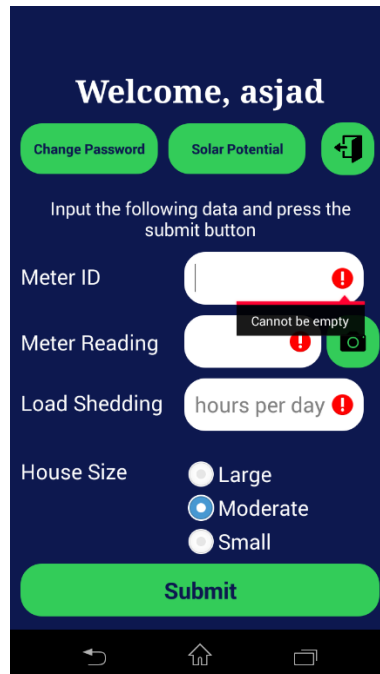 Welcome, asjad
Change Password
Solar Potential
Input the following data and press the
submit button
Meter ID
Cannot be empty
Meter Reading
Load Shedding
hours per day
House Size
Large
Moderate
Small
Submit